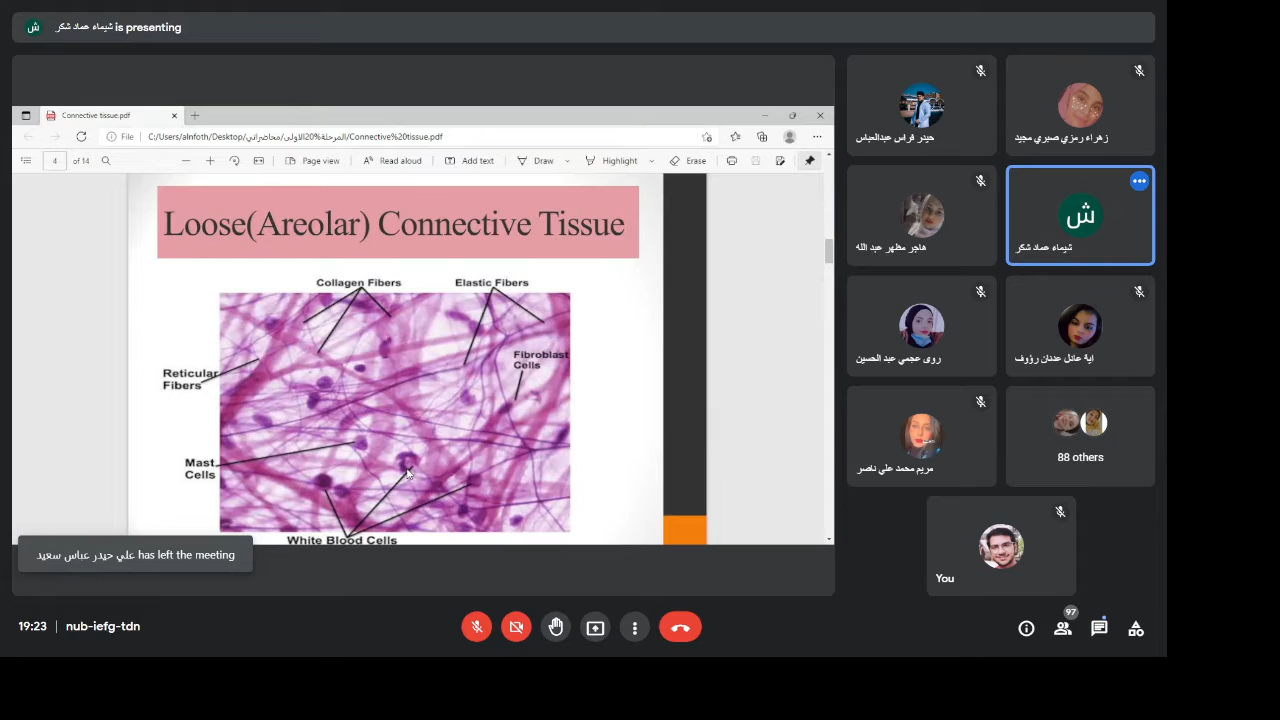 ش شيماء حماد شكر is presenting
Connective tissue.pdf
File C:/Users/alnfoth/Desktop/محاضراتي/المرحلة%20الاولى/Connective%20tissue.pdf
4 of 14 Page view Read aloud Add text Draw Highlight Erase
Loose(Areolar) Connective Tissue
Collagen Fibers
Elastic Fibers
Fibroblast
Cells
Reticular
Fibers
Mast
Cells
White Blood Cells
علي حيدر عباس سعيد has left the meeting
حيدر فراس عبدالعباس
زهراء رمزي صبري مجيد
هاجر مظهر عبد الله
ش
شيماء حماد شكر
روى عجمي عبد الحسين
اية عادل عدنان رؤوف
مريم محمد علي ناصر
88 others
You
19:23 | nub-iefg-tdn
97